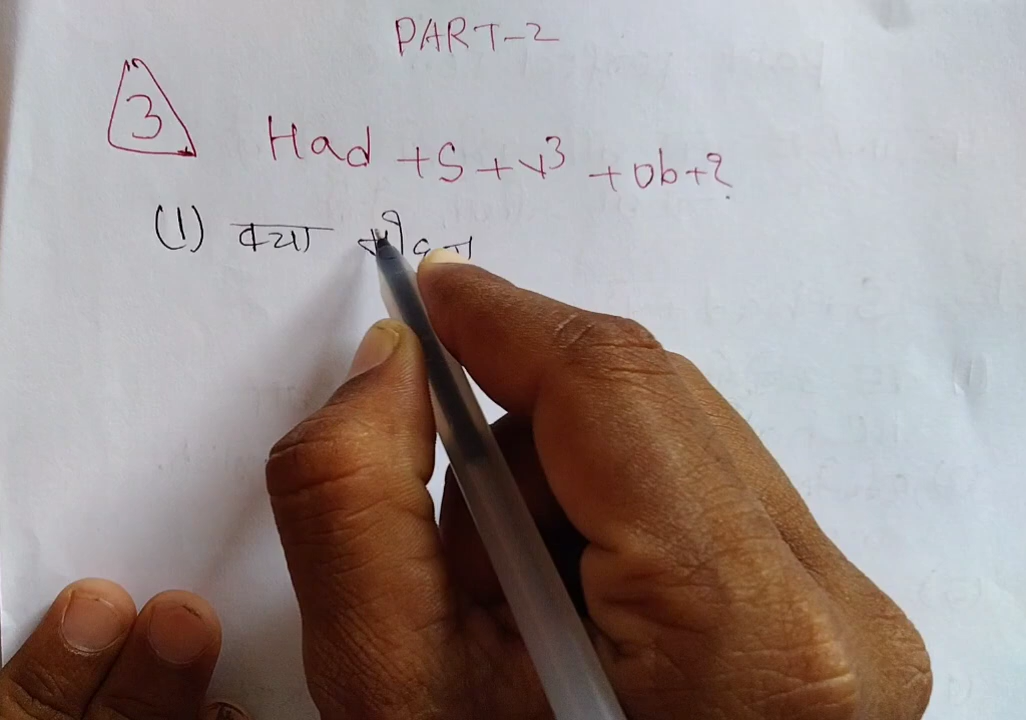 PART-2
3 Had + S + V³ + Ob + ?
(1) क्या